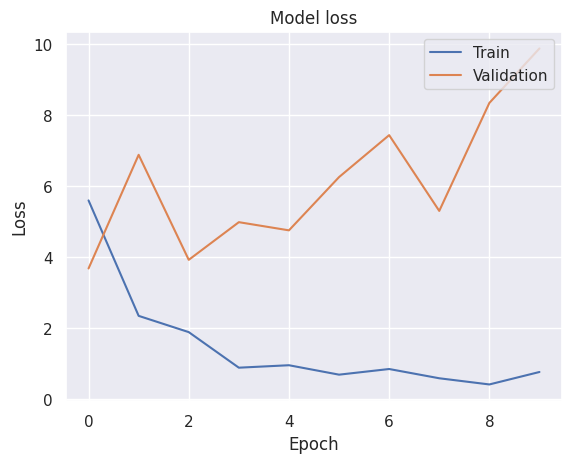 Model loss
Train
Validation
10
8
6
4
2
0
Loss
0 2 4 6 8
Epoch